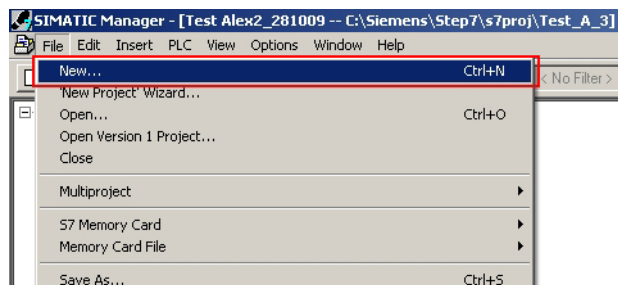 SIMATIC Manager - [Test Alex2_281009 -- C:\Siemens\Step7\s7proj\Test_A_3]
File Edit Insert PLC View Options Window Help
New... Ctrl+N
< No Filter >
'New Project' Wizard...
Open... Ctrl+O
Open Version 1 Project...
Close
Multiproject
S7 Memory Card
Memory Card File
Save As... Ctrl+S